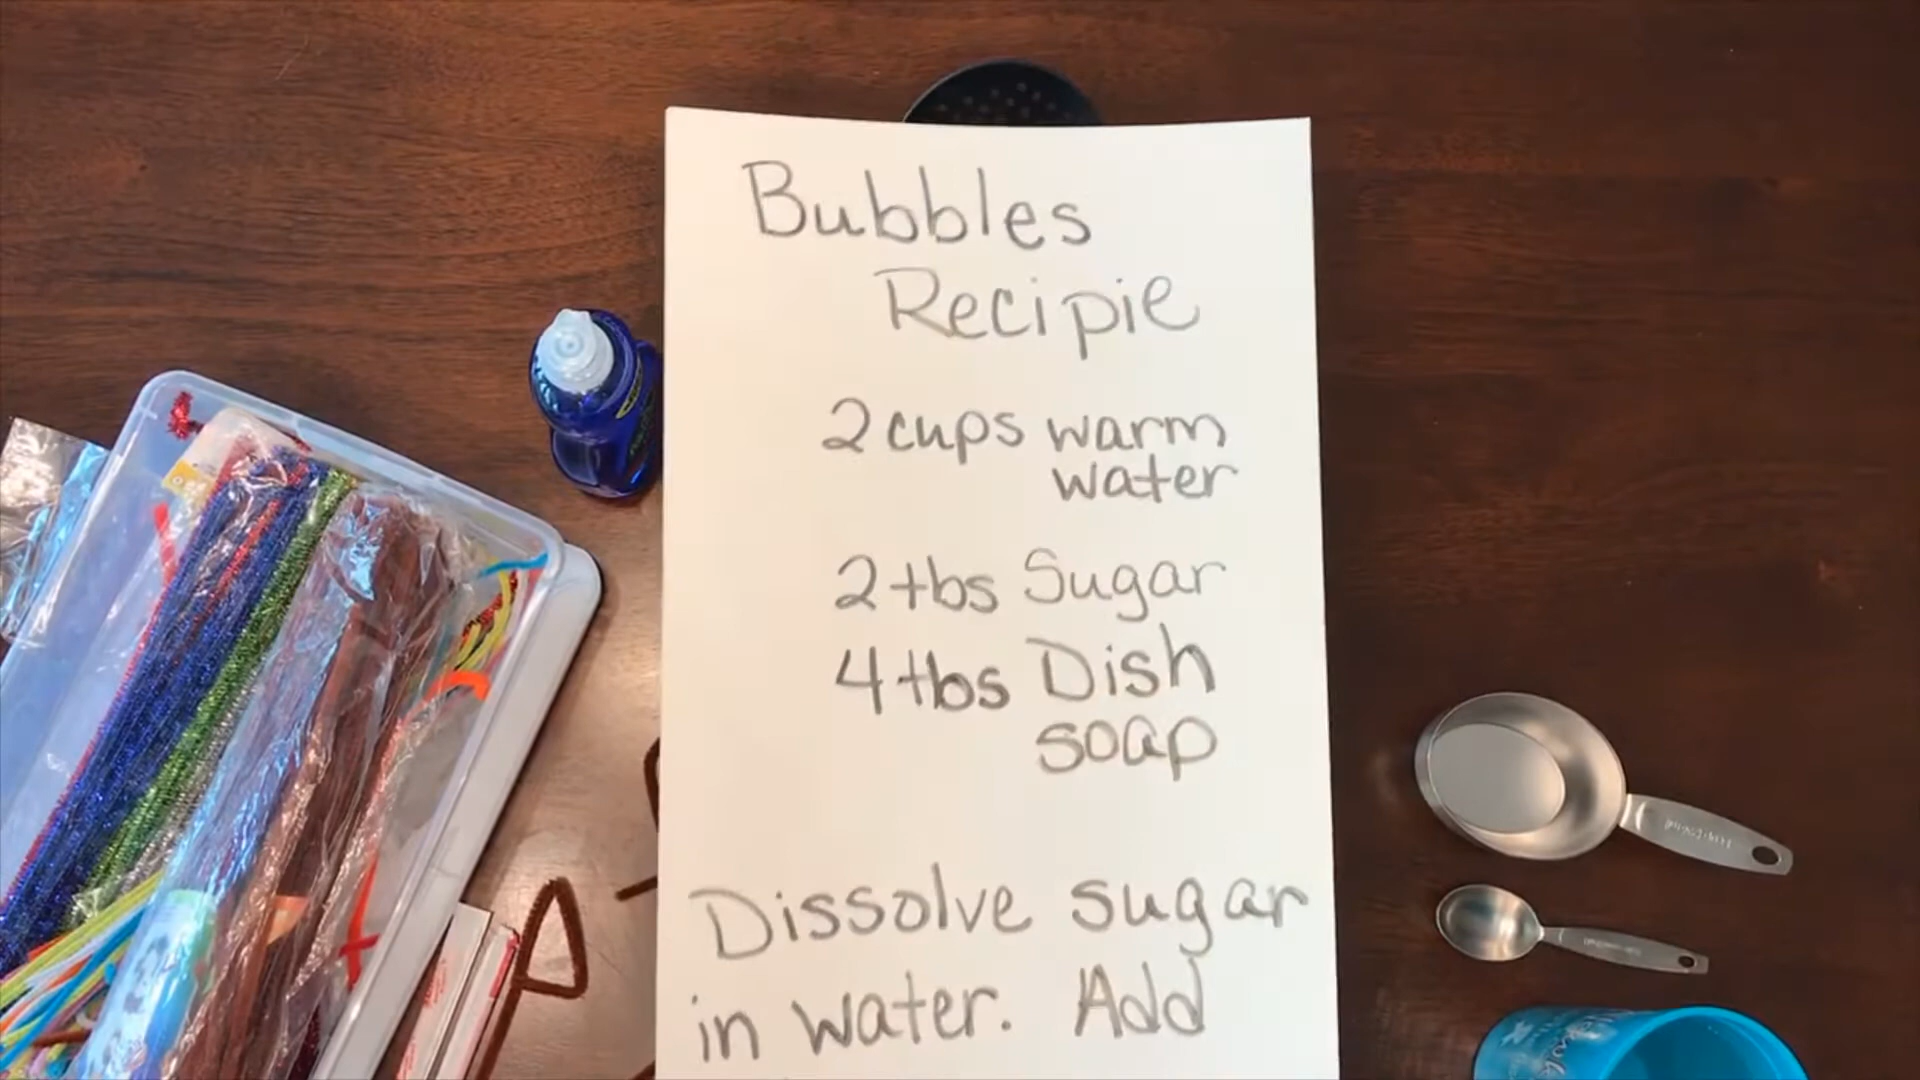 Bubbles
Recipie
2 cups warm
water
2 tbs Sugar
4 tbs Dish
soap
Dissolve sugar
in water. Add